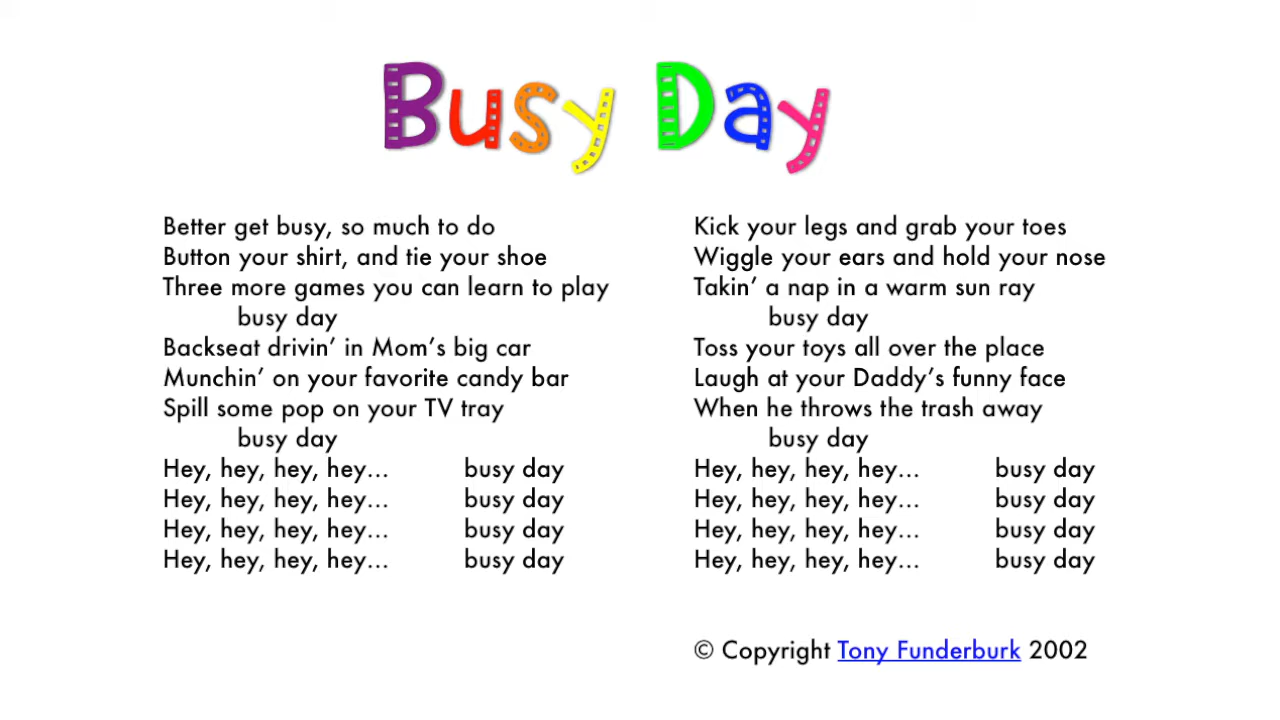 Busy Day
Better get busy, so much to do
Button your shirt, and tie your shoe
Three more games you can learn to play
busy day
Backseat drivin’ in Mom’s big car
Munchin’ on your favorite candy bar
Spill some pop on your TV tray
busy day
Hey, hey, hey, hey... busy day
Hey, hey, hey, hey... busy day
Hey, hey, hey, hey... busy day
Hey, hey, hey, hey... busy day
Kick your legs and grab your toes
Wiggle your ears and hold your nose
Takin’ a nap in a warm sun ray
busy day
Toss your toys all over the place
Laugh at your Daddy’s funny face
When he throws the trash away
busy day
Hey, hey, hey, hey... busy day
Hey, hey, hey, hey... busy day
Hey, hey, hey, hey... busy day
Hey, hey, hey, hey... busy day
© Copyright Tony Funderburk 2002